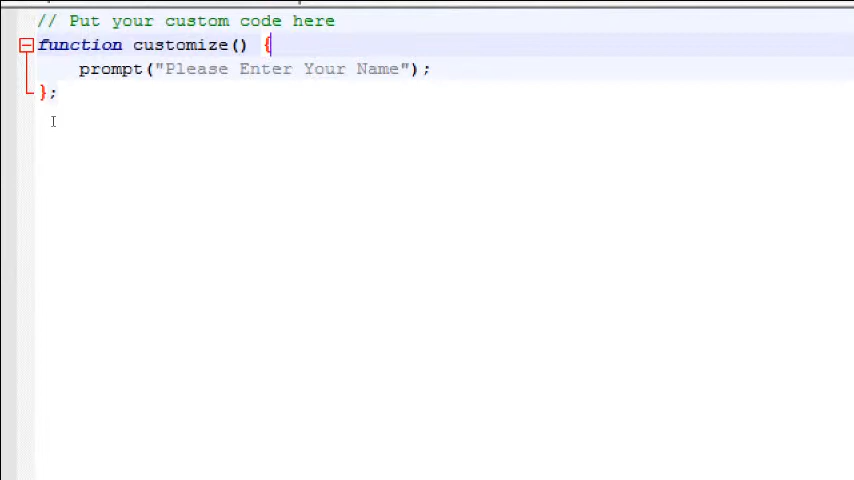 // Put your custom code here
function customize() {
    prompt("Please Enter Your Name");
};